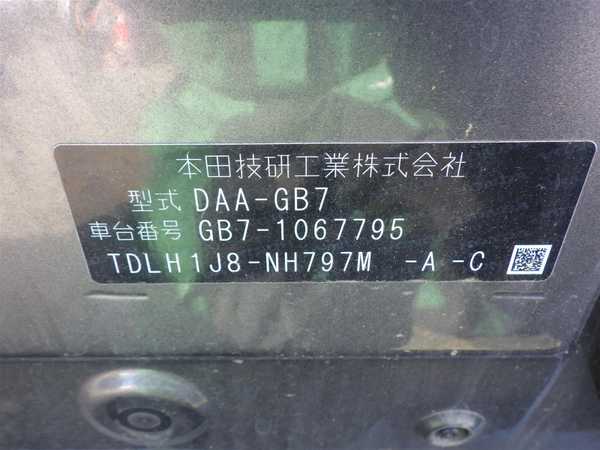 本田技研工業株式会社
型式 DAA-GB7
車台番号 GB7-1067795
TDLH1J8-NH797M -A -C